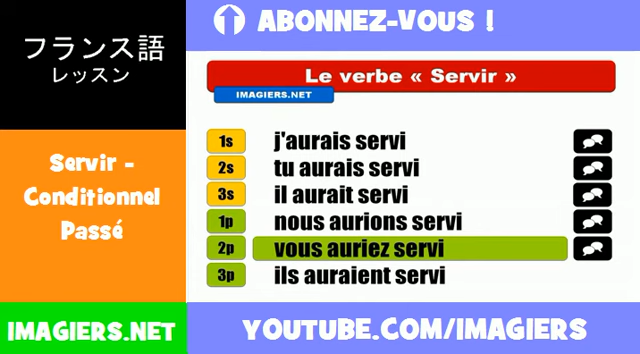 フランス語
レッスン
Servir -
Conditionnel
Passé
IMAGIERS.NET
ABONNEZ-VOUS !
Le verbe « Servir »
IMAGIERS.NET
1s j'aurais servi
2s tu aurais servi
3s il aurait servi
1p nous aurions servi
2p vous auriez servi
3p ils auraient servi
YOUTUBE.COM/IMAGIERS